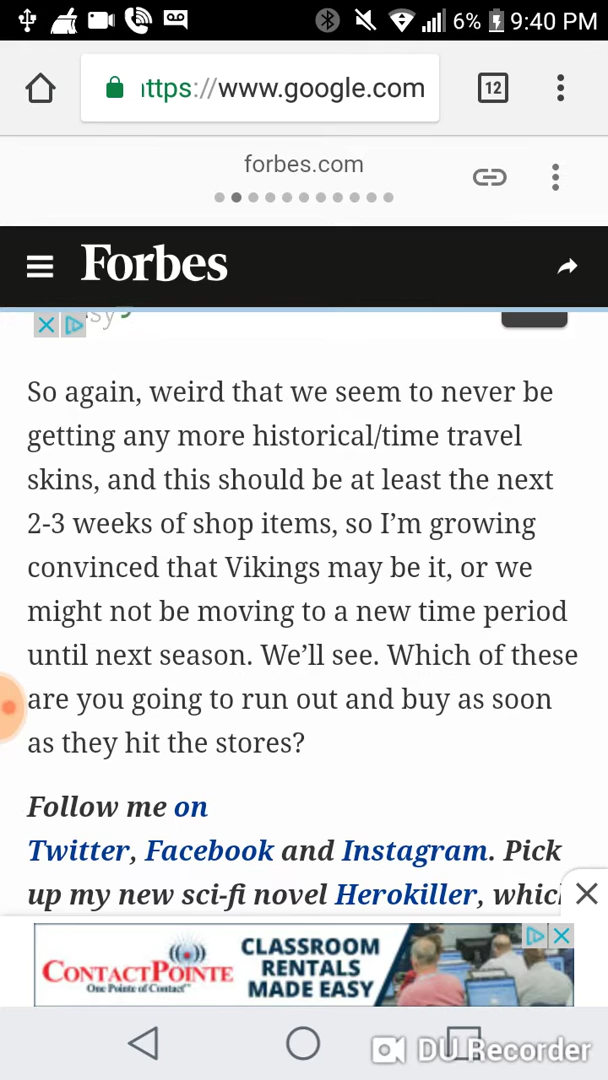 6% 9:40 PM
ttps://www.google.com
12
forbes.com
Forbes
sy
So again, weird that we seem to never be
getting any more historical/time travel
skins, and this should be at least the next
2-3 weeks of shop items, so I'm growing
convinced that Vikings may be it, or we
might not be moving to a new time period
until next season. We'll see. Which of these
are you going to run out and buy as soon
as they hit the stores?
Follow me on
Twitter, Facebook and Instagram. Pick
up my new sci-fi novel Herokiller, whic
CONTACTPOINTE
One Pointe of Contact
CLASSROOM
RENTALS
MADE EASY
DU Recorder